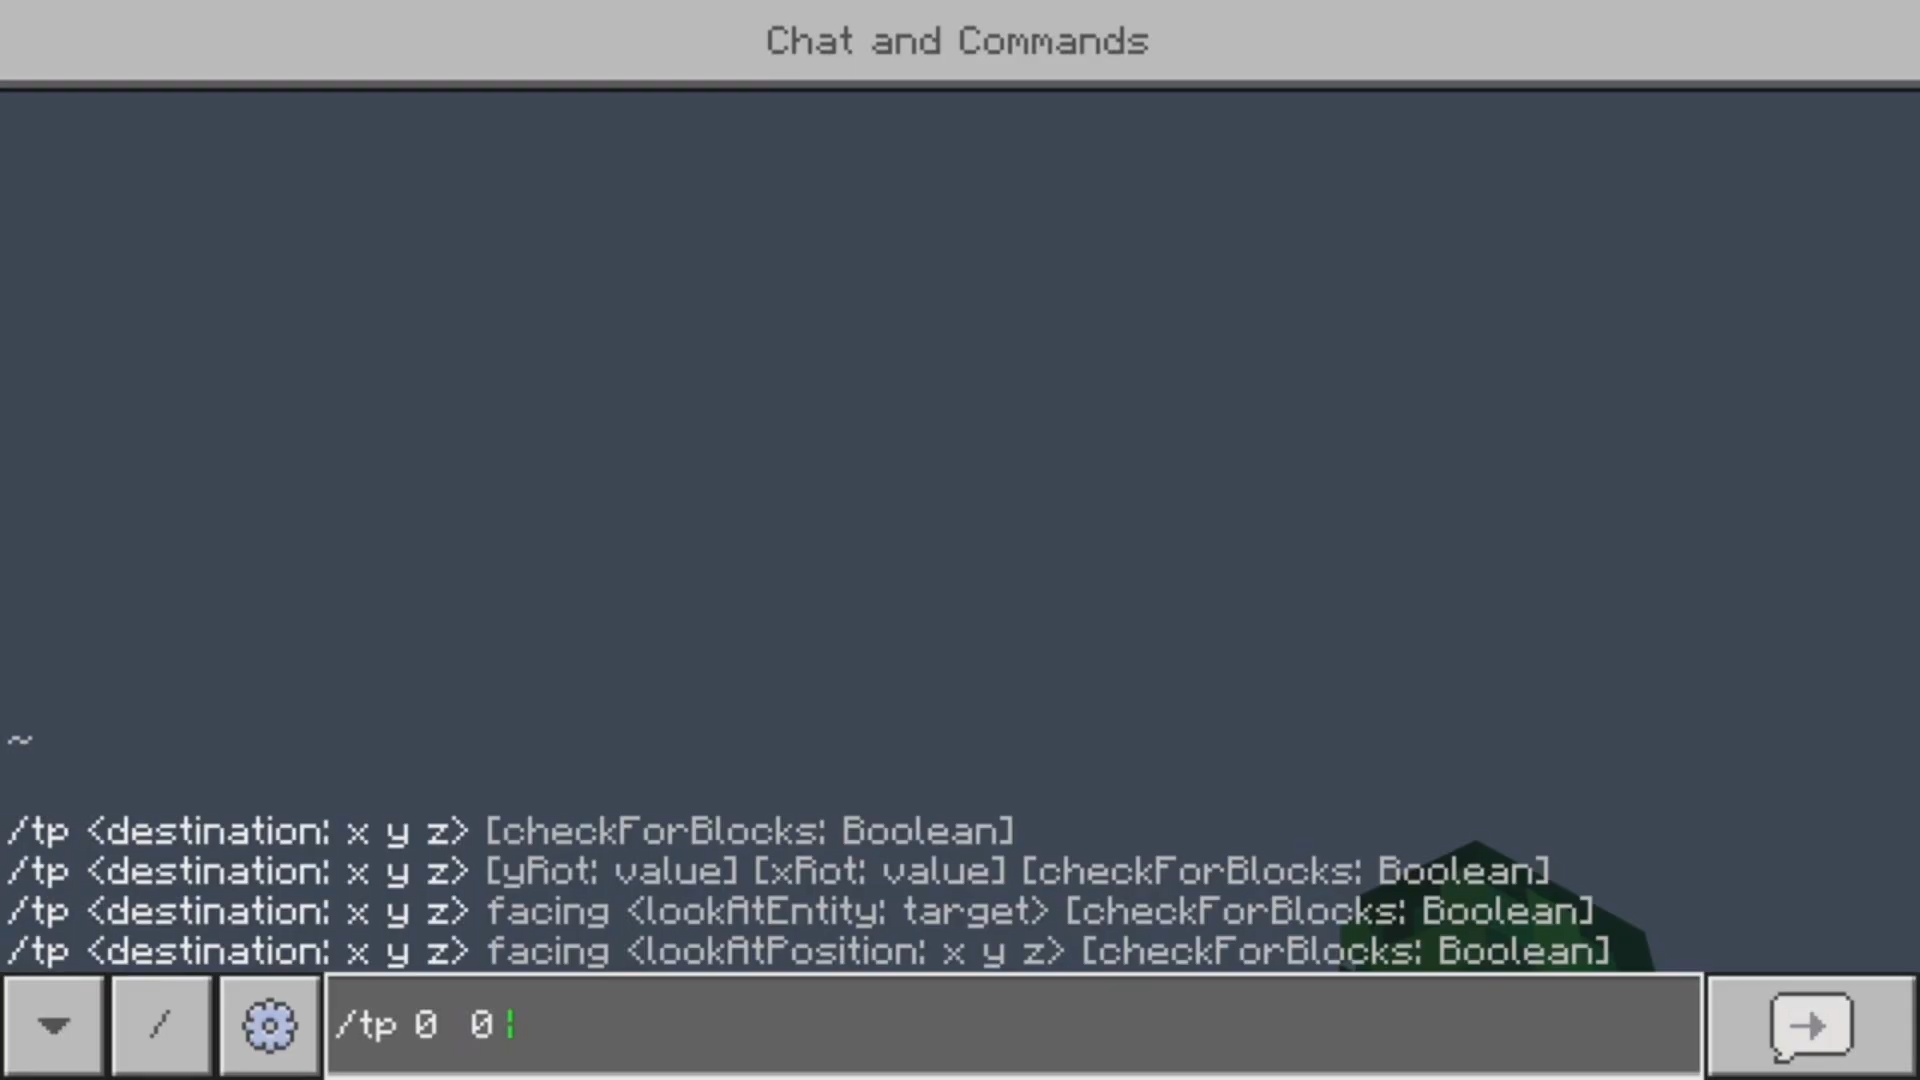 Chat and Commands
~
/tp <destination: x y z> [checkForBlocks: Boolean]
/tp <destination: x y z> [yRot: value] [xRot: value] [checkForBlocks: Boolean]
/tp <destination: x y z> facing <lookAtEntity: target> [checkForBlocks: Boolean]
/tp <destination: x y z> facing <lookAtPosition: x y z> [checkForBlocks: Boolean]
/ /tp 0  0